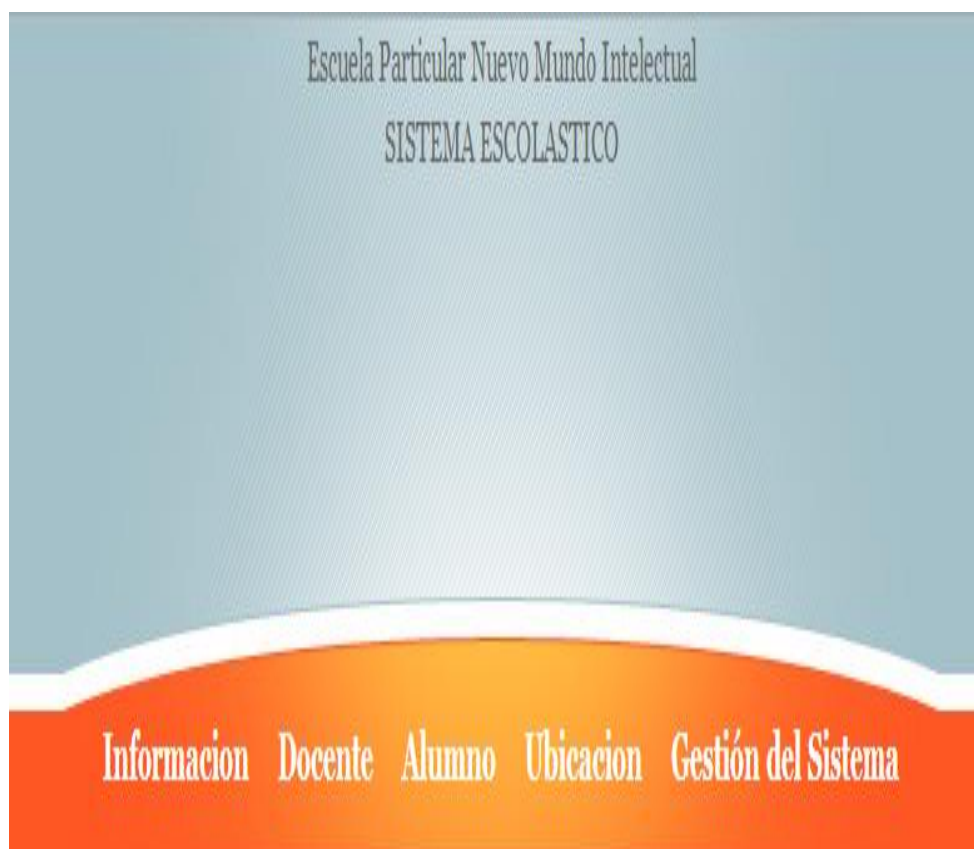 Escuela Particular Nuevo Mundo Intelectual
SISTEMA ESCOLASTICO
Informacion Docente Alumno Ubicacion Gestión del Sistema